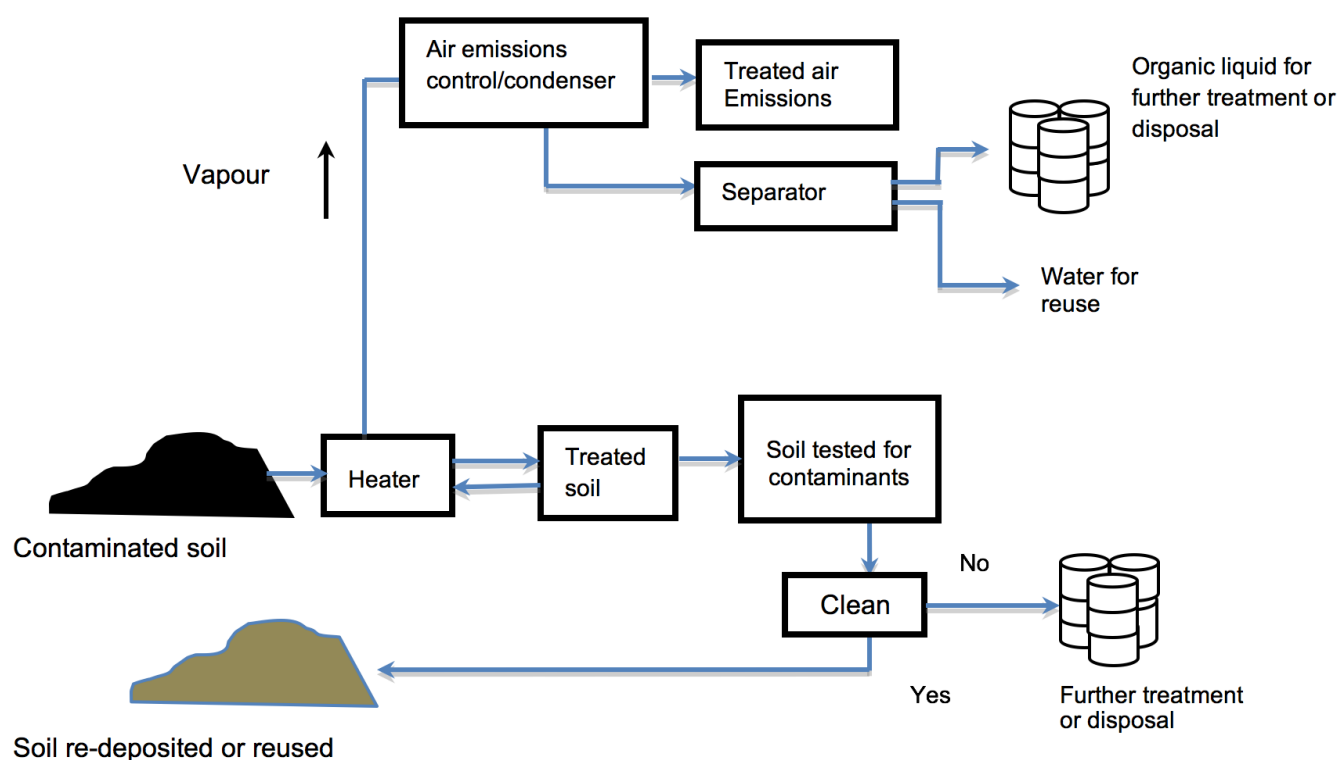 Air emissions
control/condenser
Treated air
Emissions
Organic liquid for
further treatment or
disposal
Vapour
Separator
Water for
reuse
Contaminated soil
Heater
Treated
soil
Soil tested for
contaminants
Clean
No
Yes
Further treatment
or disposal
Soil re-deposited or reused